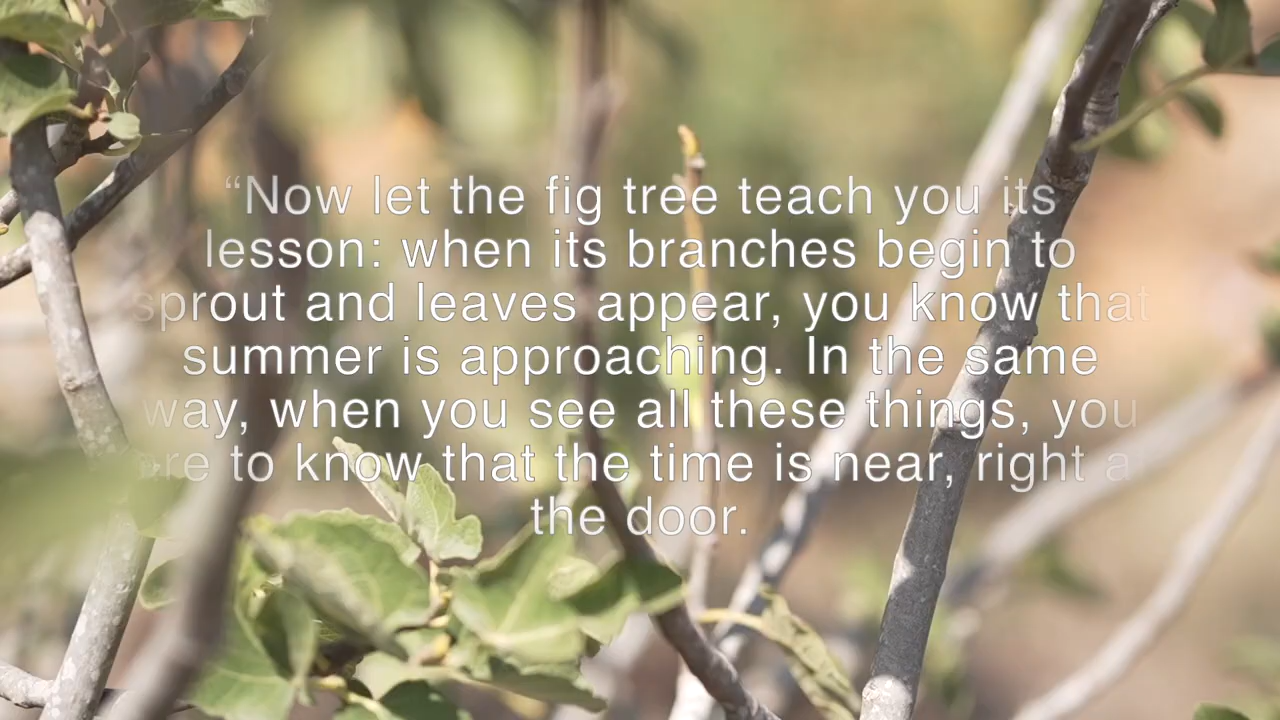 “Now let the fig tree teach you its
lesson: when its branches begin to
sprout and leaves appear, you know that
summer is approaching. In the same
way, when you see all these things, you
are to know that the time is near, right at
the door.